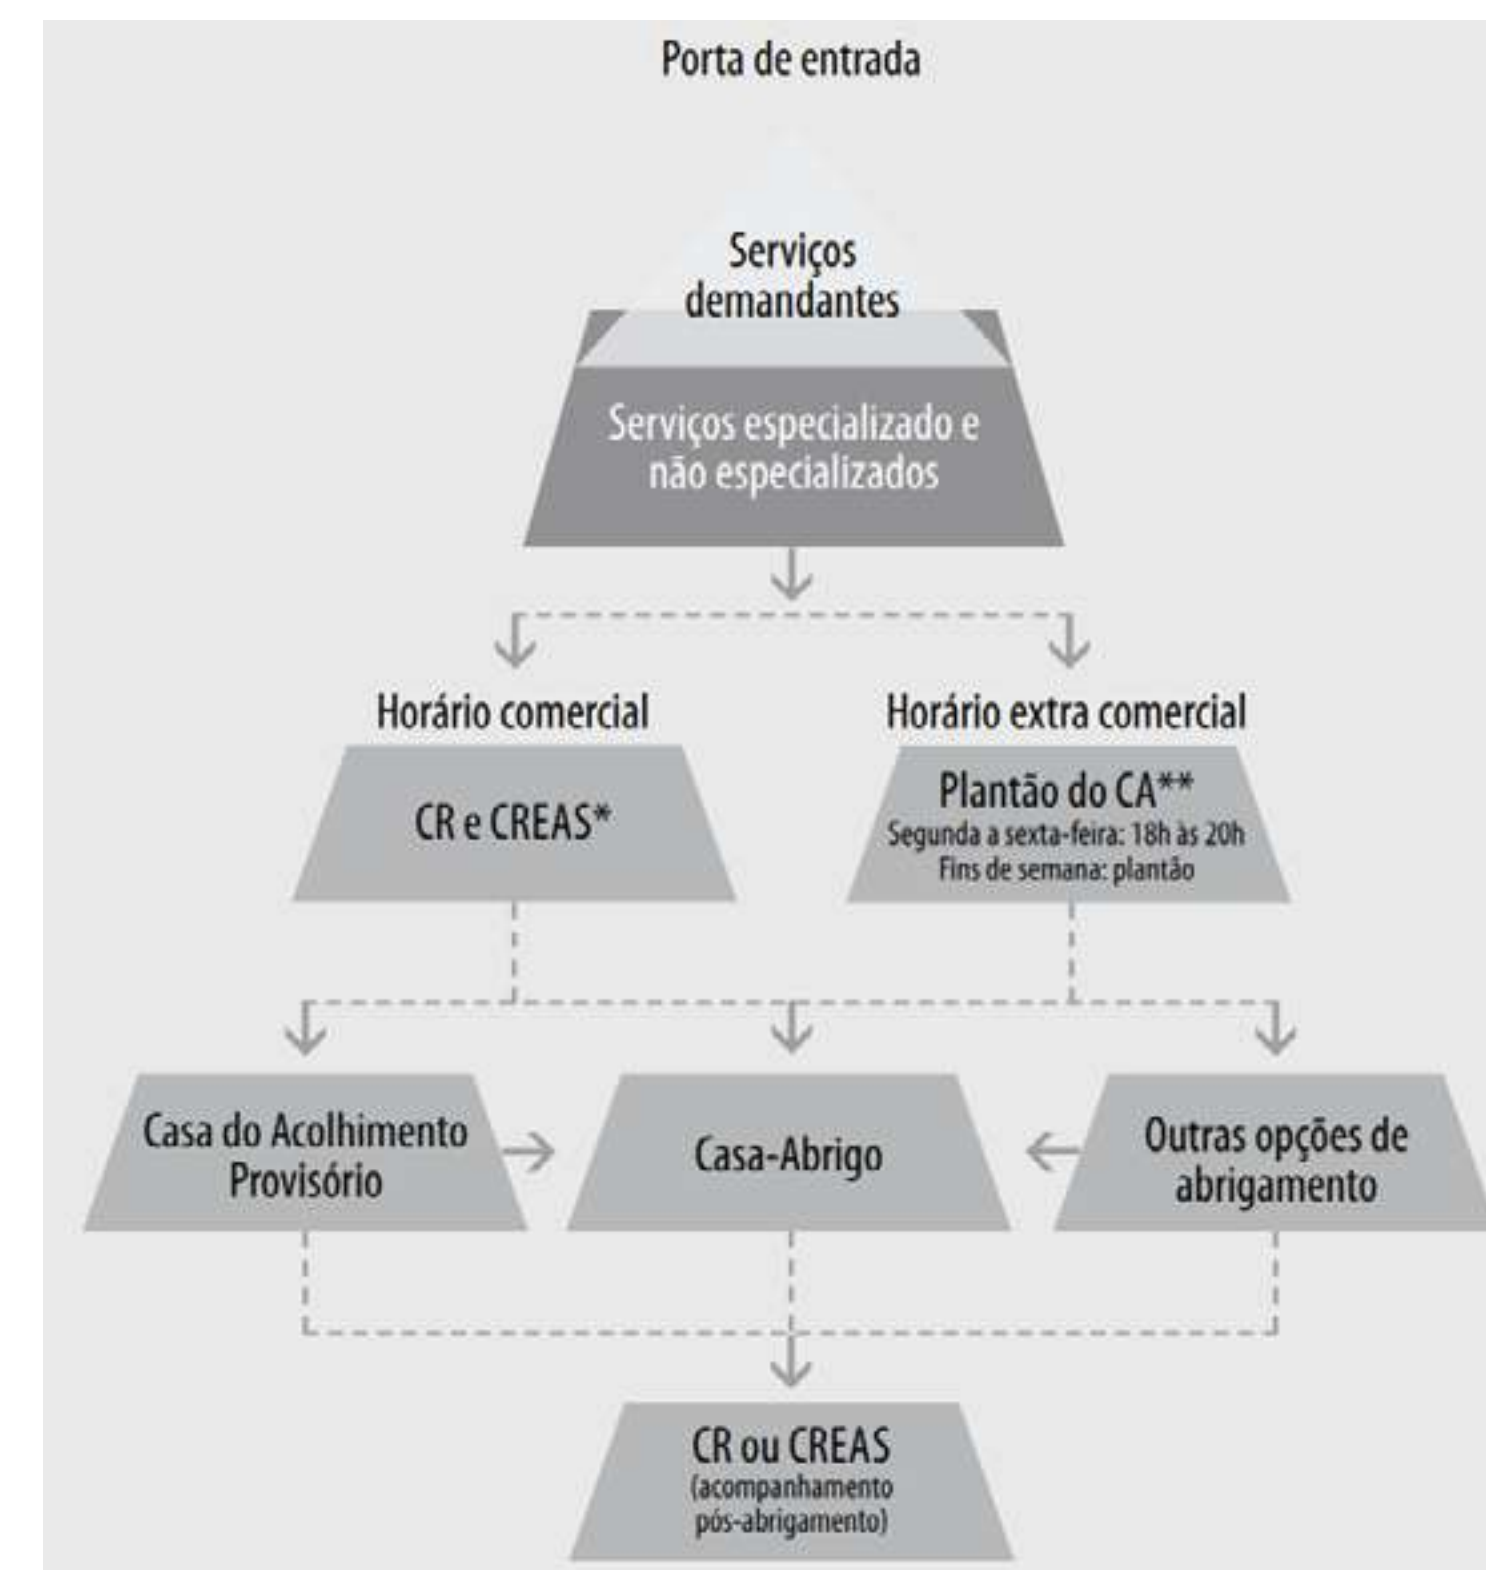 Porta de entrada
Serviços
demandantes
Serviços especializado e
não especializados
Horário comercial
Horário extra comercial
CR e CREAS*
Plantão do CA**
Segunda a sexta-feira: 18h às 20h
Fins de semana: plantão
Casa do Acolhimento
Provisório
Casa-Abrigo
Outras opções de
abrigamento
CR ou CREAS
(acompanhamento
pós-abrigamento)